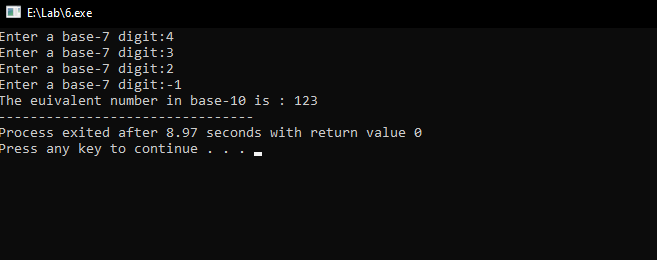 E:\Lab\6.exe
Enter a base-7 digit:4
Enter a base-7 digit:3
Enter a base-7 digit:2
Enter a base-7 digit:-1
The euivalent number in base-10 is : 123
--------------------------------
Process exited after 8.97 seconds with return value 0
Press any key to continue . . .